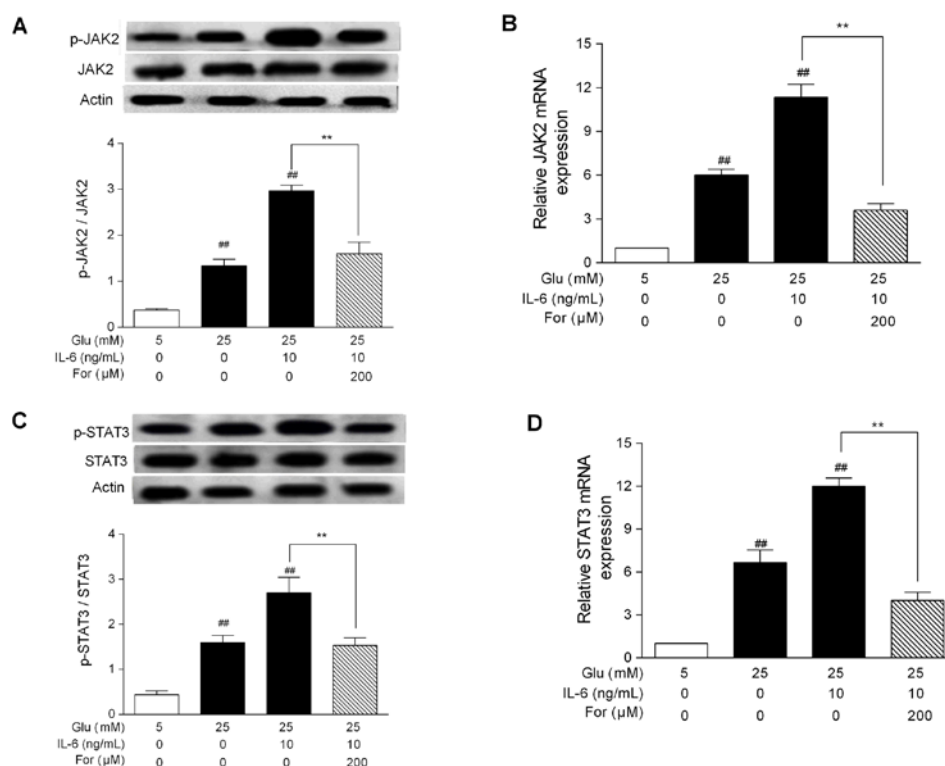 A
p-JAK2
JAK2
Actin
p-JAK2 / JAK2
4
3
2
1
0
##
##
**
Glu (mM) 5 25 25 25
IL-6 (ng/mL) 0 0 10 10
For (µM) 0 0 0 200
B
Relative JAK2 mRNA
expression
15
12
9
6
3
0
##
##
**
Glu (mM) 5 25 25 25
IL-6 (ng/mL) 0 0 10 10
For (µM) 0 0 0 200
C
p-STAT3
STAT3
Actin
p-STAT3 / STAT3
4
3
2
1
0
##
##
**
Glu (mM) 5 25 25 25
IL-6 (ng/mL) 0 0 10 10
For (µM) 0 0 0 200
D
Relative STAT3 mRNA
expression
15
12
9
6
3
0
##
##
**
Glu (mM) 5 25 25 25
IL-6 (ng/mL) 0 0 10 10
For (µM) 0 0 0 200